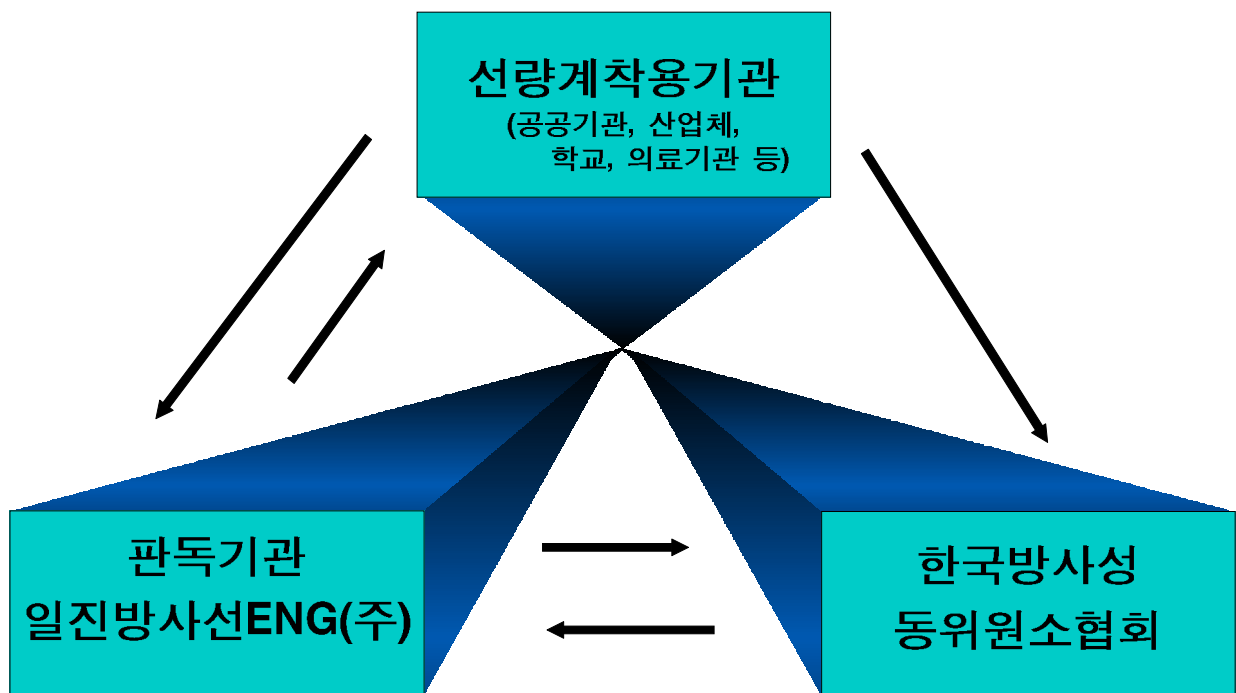 선량계착용기관
(공공기관, 산업체,
학교, 의료기관 등)
판독기관
일진방사선ENG(주)
한국방사성
동위원소협회